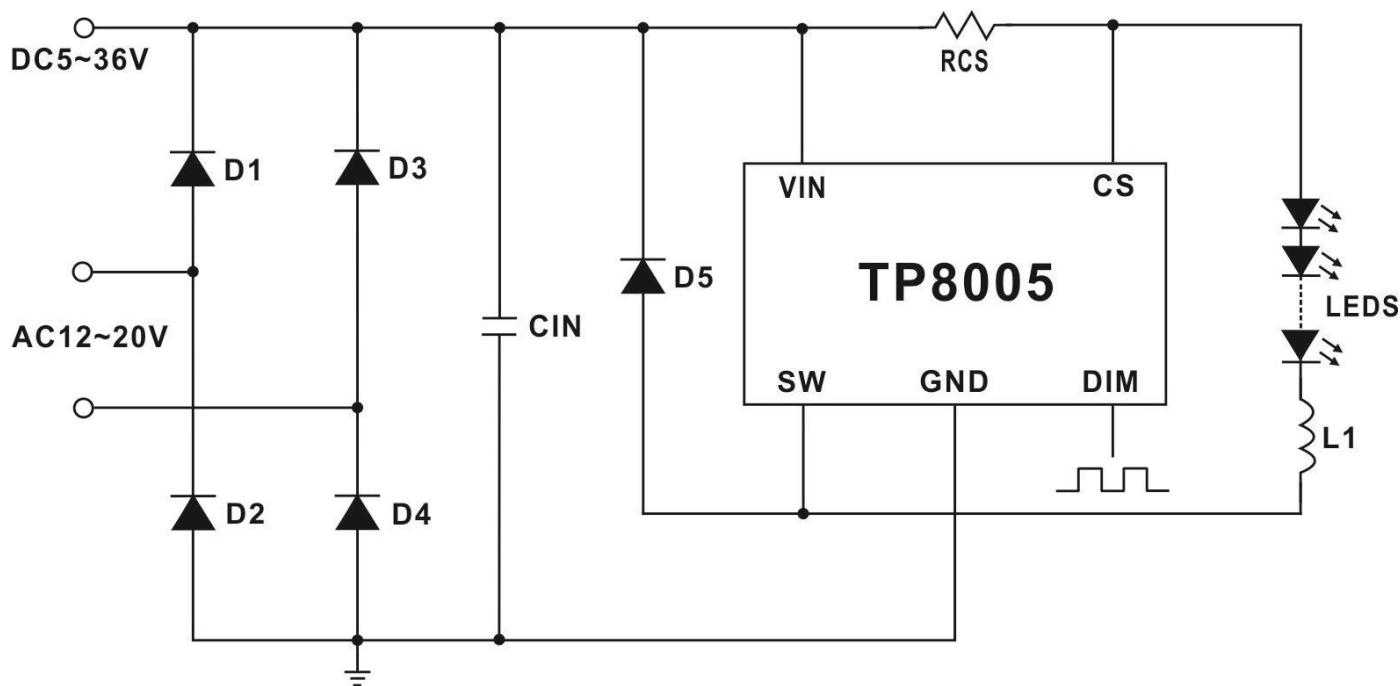 DC5~36V
RCS
D1
D3
VIN
CS
TP8005
D5
LEDS
AC12~20V
CIN
SW
GND
DIM
L1
D2
D4